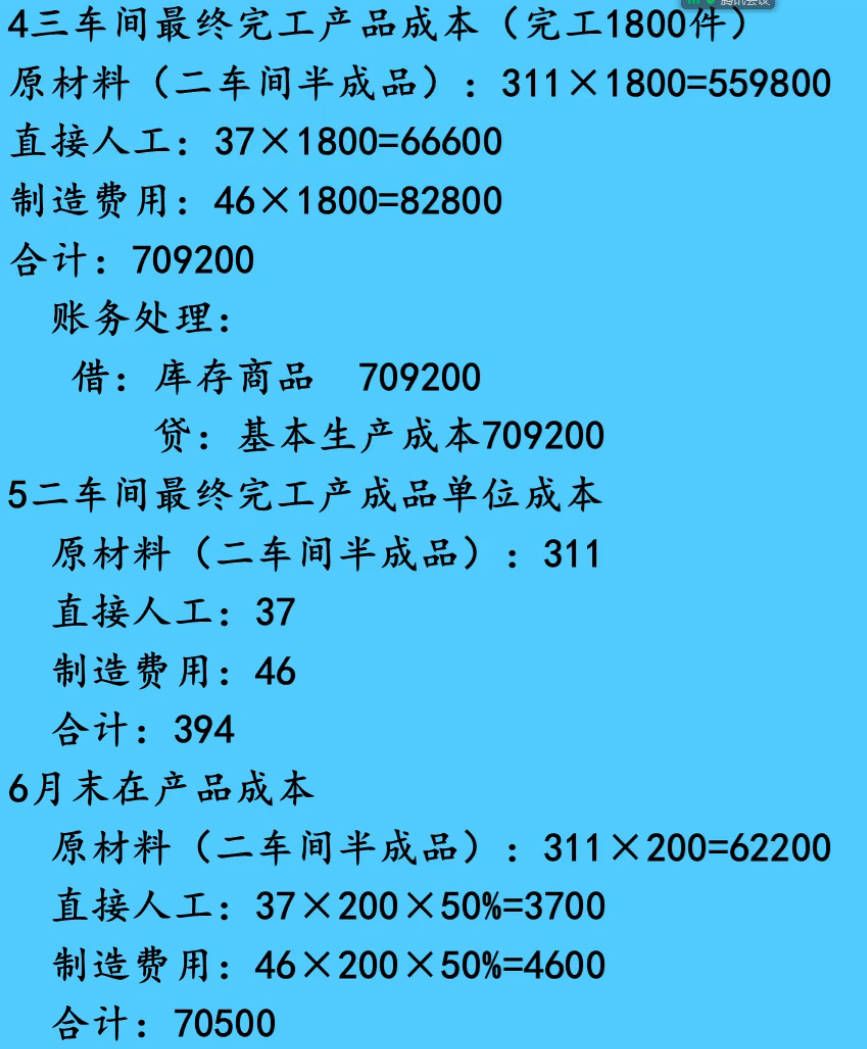 腾讯会议
4三车间最终完工产品成本（完工1800件）
原材料（二车间半成品）：311×1800=559800
直接人工：37×1800=66600
制造费用：46×1800=82800
合计：709200
账务处理：
借：库存商品 709200
贷：基本生产成本709200
5二车间最终完工产成品单位成本
原材料（二车间半成品）：311
直接人工：37
制造费用：46
合计：394
6月末在产品成本
原材料（二车间半成品）：311×200=62200
直接人工：37×200×50%=3700
制造费用：46×200×50%=4600
合计：70500